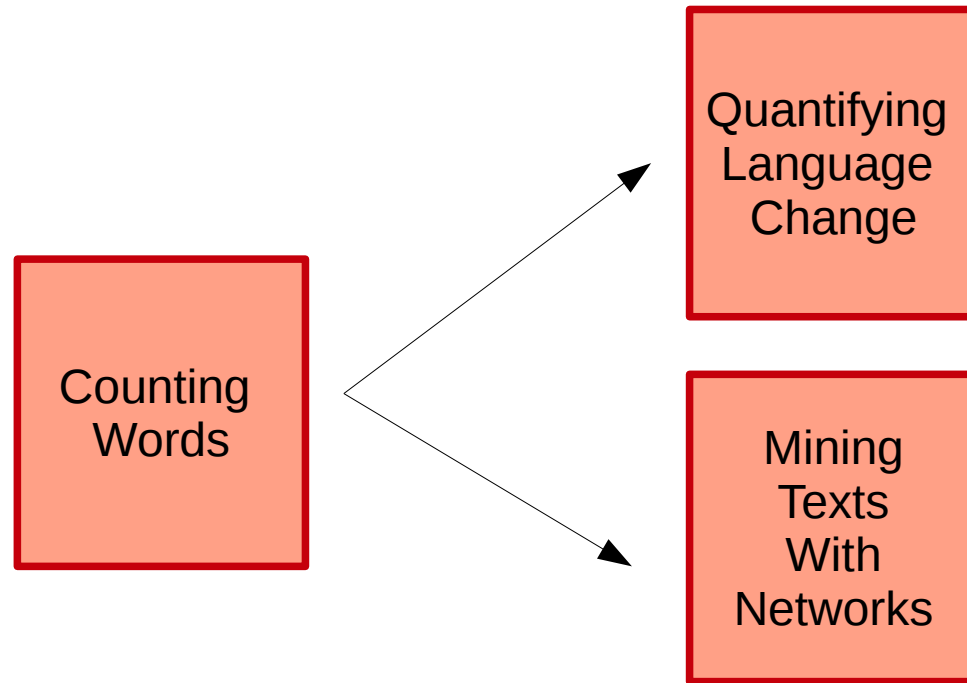 Counting
Words
Quantifying
Language
Change
Mining
Texts
With
Networks